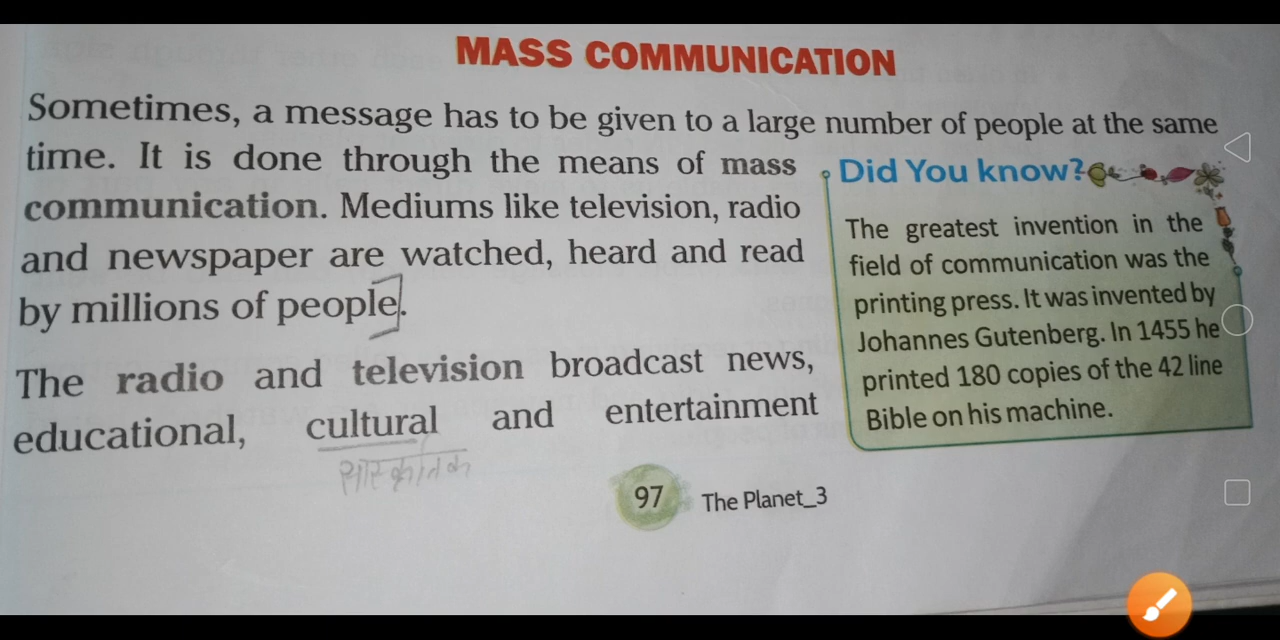 MASS COMMUNICATION
Sometimes, a message has to be given to a large number of people at the same
time. It is done through the means of mass
communication. Mediums like television, radio
and newspaper are watched, heard and read
by millions of people.
The radio and television broadcast news,
educational, cultural and entertainment
Did You know?
The greatest invention in the
field of communication was the
printing press. It was invented by
Johannes Gutenberg. In 1455 he
printed 180 copies of the 42 line
Bible on his machine.
97 The Planet_3